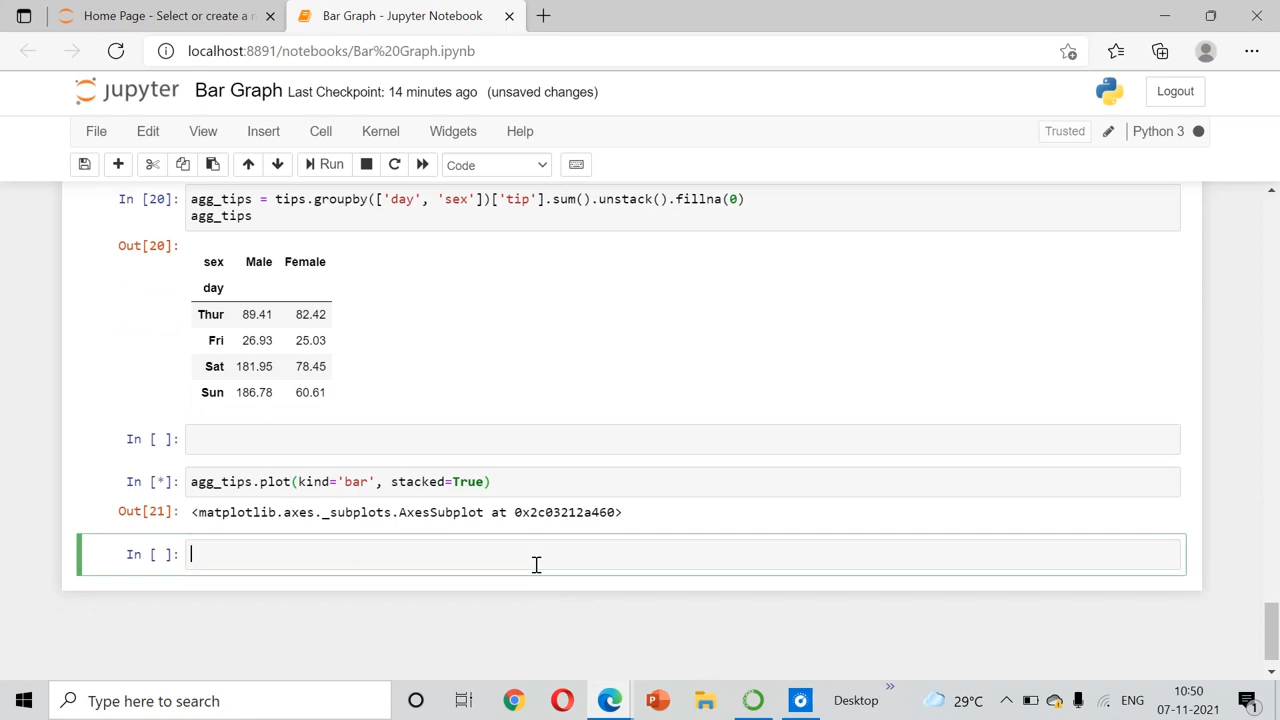 Home Page - Select or create a n
Bar Graph - Jupyter Notebook
localhost:8891/notebooks/Bar%20Graph.ipynb
jupyter Bar Graph Last Checkpoint: 14 minutes ago (unsaved changes)
Logout
File Edit View Insert Cell Kernel Widgets Help
Trusted
Python 3
Run
Code
In [20]: agg_tips = tips.groupby(['day', 'sex'])['tip'].sum().unstack().fillna(0)
agg_tips
Out[20]:
sex Male Female
day
Thur 89.41 82.42
Fri 26.93 25.03
Sat 181.95 78.45
Sun 186.78 60.61
In [ ]:
In [*]: agg_tips.plot(kind='bar', stacked=True)
Out[21]: <matplotlib.axes._subplots.AxesSubplot at 0x2c03212a460>
In [ ]:
Type here to search
Desktop
»
29°C
ENG
10:50
07-11-2021
1